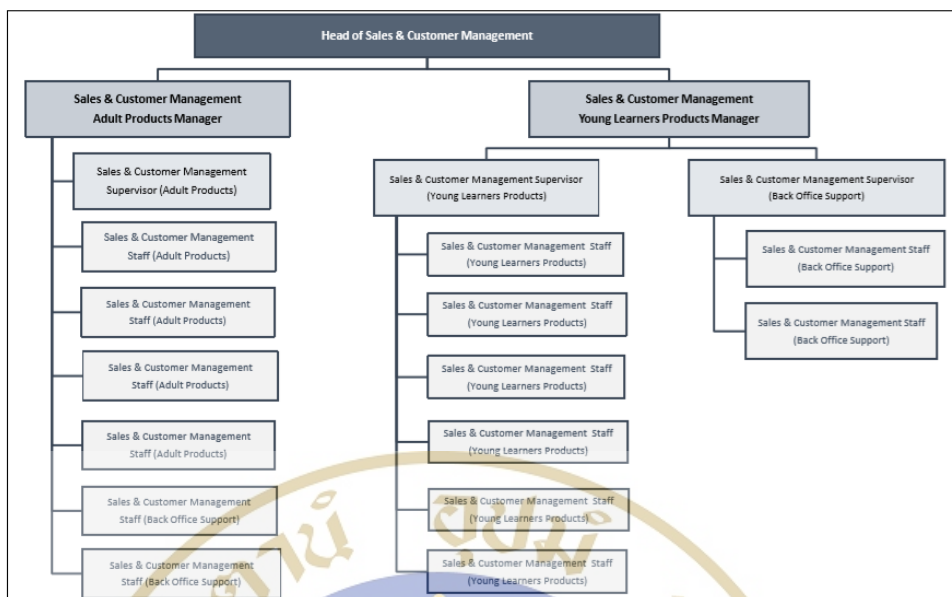 Head of Sales & Customer Management
Sales & Customer Management
Adult Products Manager
Sales & Customer Management
Young Learners Products Manager
Sales & Customer Management
Supervisor (Adult Products)
Sales & Customer Management
Staff (Adult Products)
Sales & Customer Management
Staff (Adult Products)
Sales & Customer Management
Staff (Adult Products)
Sales & Customer Management
Staff (Adult Products)
Sales & Customer Management
Staff (Back Office Support)
Sales & Customer Management
Staff (Back Office Support)
Sales & Customer Management Supervisor
(Young Learners Products)
Sales & Customer Management Staff
(Young Learners Products)
Sales & Customer Management Staff
(Young Learners Products)
Sales & Customer Management Staff
(Young Learners Products)
Sales & Customer Management Staff
(Young Learners Products)
Sales & Customer Management Staff
(Young Learners Products)
Sales & Customer Management Staff
(Young Learners Products)
Sales & Customer Management Supervisor
(Back Office Support)
Sales & Customer Management Staff
(Back Office Support)
Sales & Customer Management Staff
(Back Office Support)